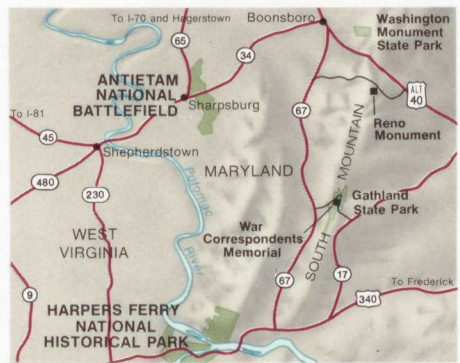 To I-70 and Hagerstown
Boonsboro
Washington
Monument
State Park
65
34
ANTIETAM
NATIONAL
BATTLEFIELD
Sharpsburg
ALT
40
67
Reno
Monument
To I-81
45
Shepherdstown
480
230
MARYLAND
Potomac
River
SOUTH MOUNTAIN
Gathland
State Park
War
Correspondents
Memorial
WEST
VIRGINIA
9
67
17
To Frederick
340
HARPERS FERRY
NATIONAL
HISTORICAL PARK